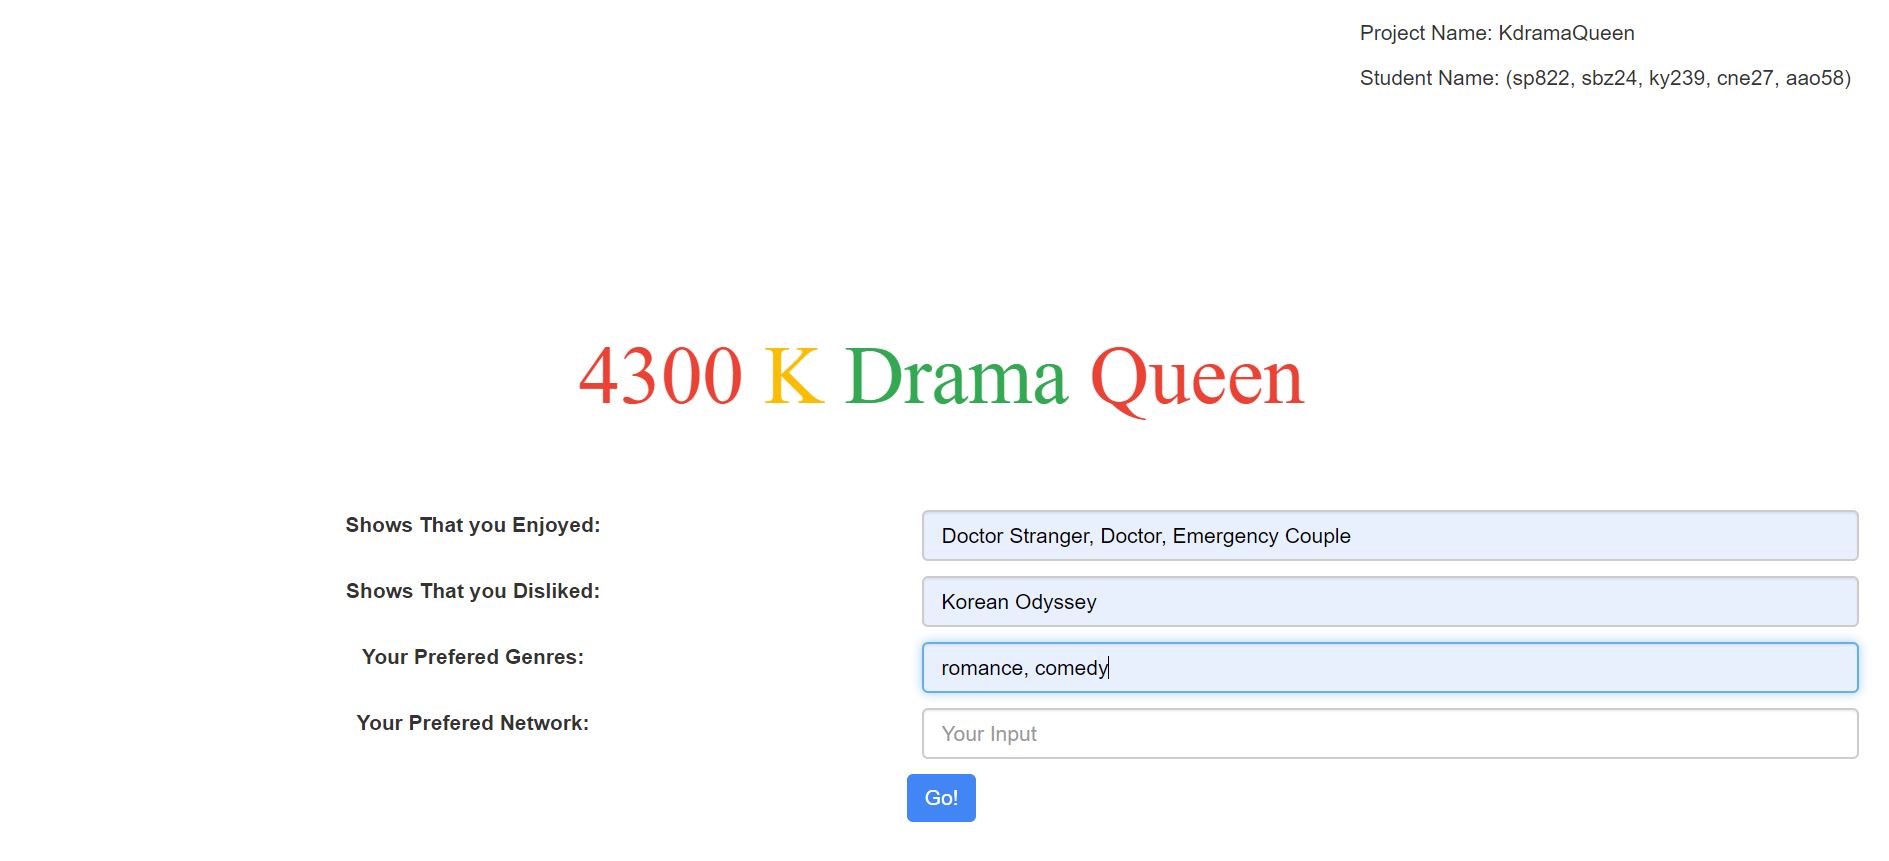 Project Name: KdramaQueen
Student Name: (sp822, sbz24, ky239, cne27, aao58)
4300 K Drama Queen
Shows That you Enjoyed:
Doctor Stranger, Doctor, Emergency Couple
Shows That you Disliked:
Korean Odyssey
Your Prefered Genres:
romance, comedy
Your Prefered Network:
Your Input
Go!